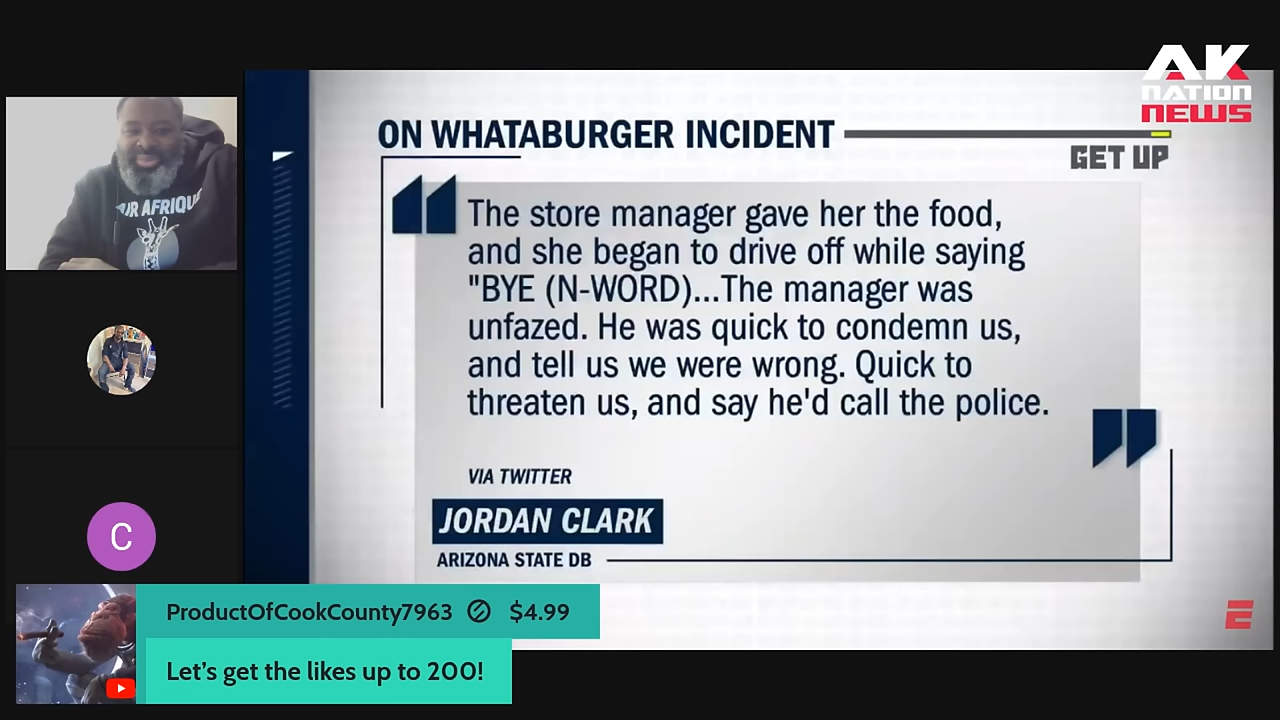 AK
NATION
NEWS
ON WHATABURGER INCIDENT
GET UP
The store manager gave her the food,
and she began to drive off while saying
"BYE (N-WORD)...The manager was
unfazed. He was quick to condemn us,
and tell us we were wrong. Quick to
threaten us, and say he'd call the police.
VIA TWITTER
JORDAN CLARK
ARIZONA STATE DB
UR AFRIQUE
C
ProductOfCookCounty7963 $4.99
Let's get the likes up to 200!
E